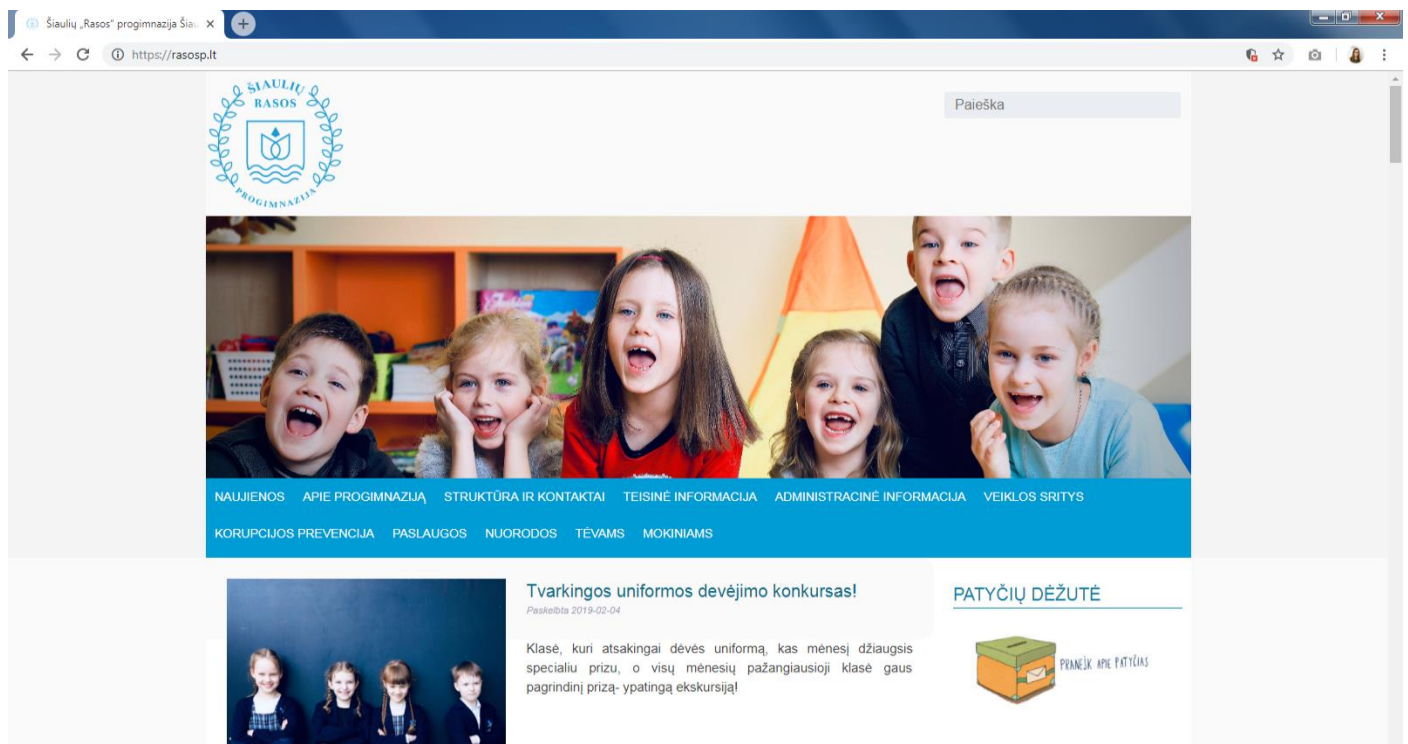 Šiaulių „Rasos" progimnazija Šiau
https://rasosp.lt
ŠIAULIŲ
RASOS
PROGIMNAZIJA
Paieška
NAUJIENOS APIE PROGIMNAZIJĄ STRUKTŪRA IR KONTAKTAI TEISINĖ INFORMACIJA ADMINISTRACINĖ INFORMACIJA VEIKLOS SRITYS
KORUPCIJOS PREVENCIJA PASLAUGOS NUORODOS TĖVAMS MOKINIAMS
Tvarkingos uniformos devėjimo konkursas!
Paskelbta 2019-02-04
Klasė, kuri atsakingai dėvės uniformą, kas mėnesį džiaugsis
specialiu prizu, o visų mėnesių pažangiausioji klasė gaus
pagrindinį prizą- ypatingą ekskursiją!
PATYČIŲ DĖŽUTĖ
PRANEŠK APIE PATYČIAS